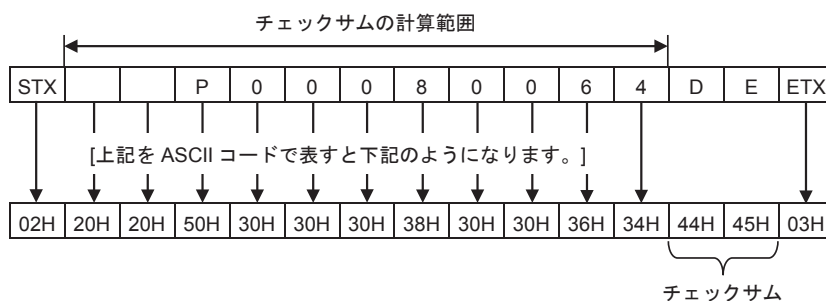 チェックサムの計算範囲
STX P 0 0 0 8 0 0 6 4 D E ETX
[上記を ASCII コードで表すと下記のようになります。]
02H 20H 20H 50H 30H 30H 30H 38H 30H 30H 36H 34H 44H 45H 03H
チェックサム